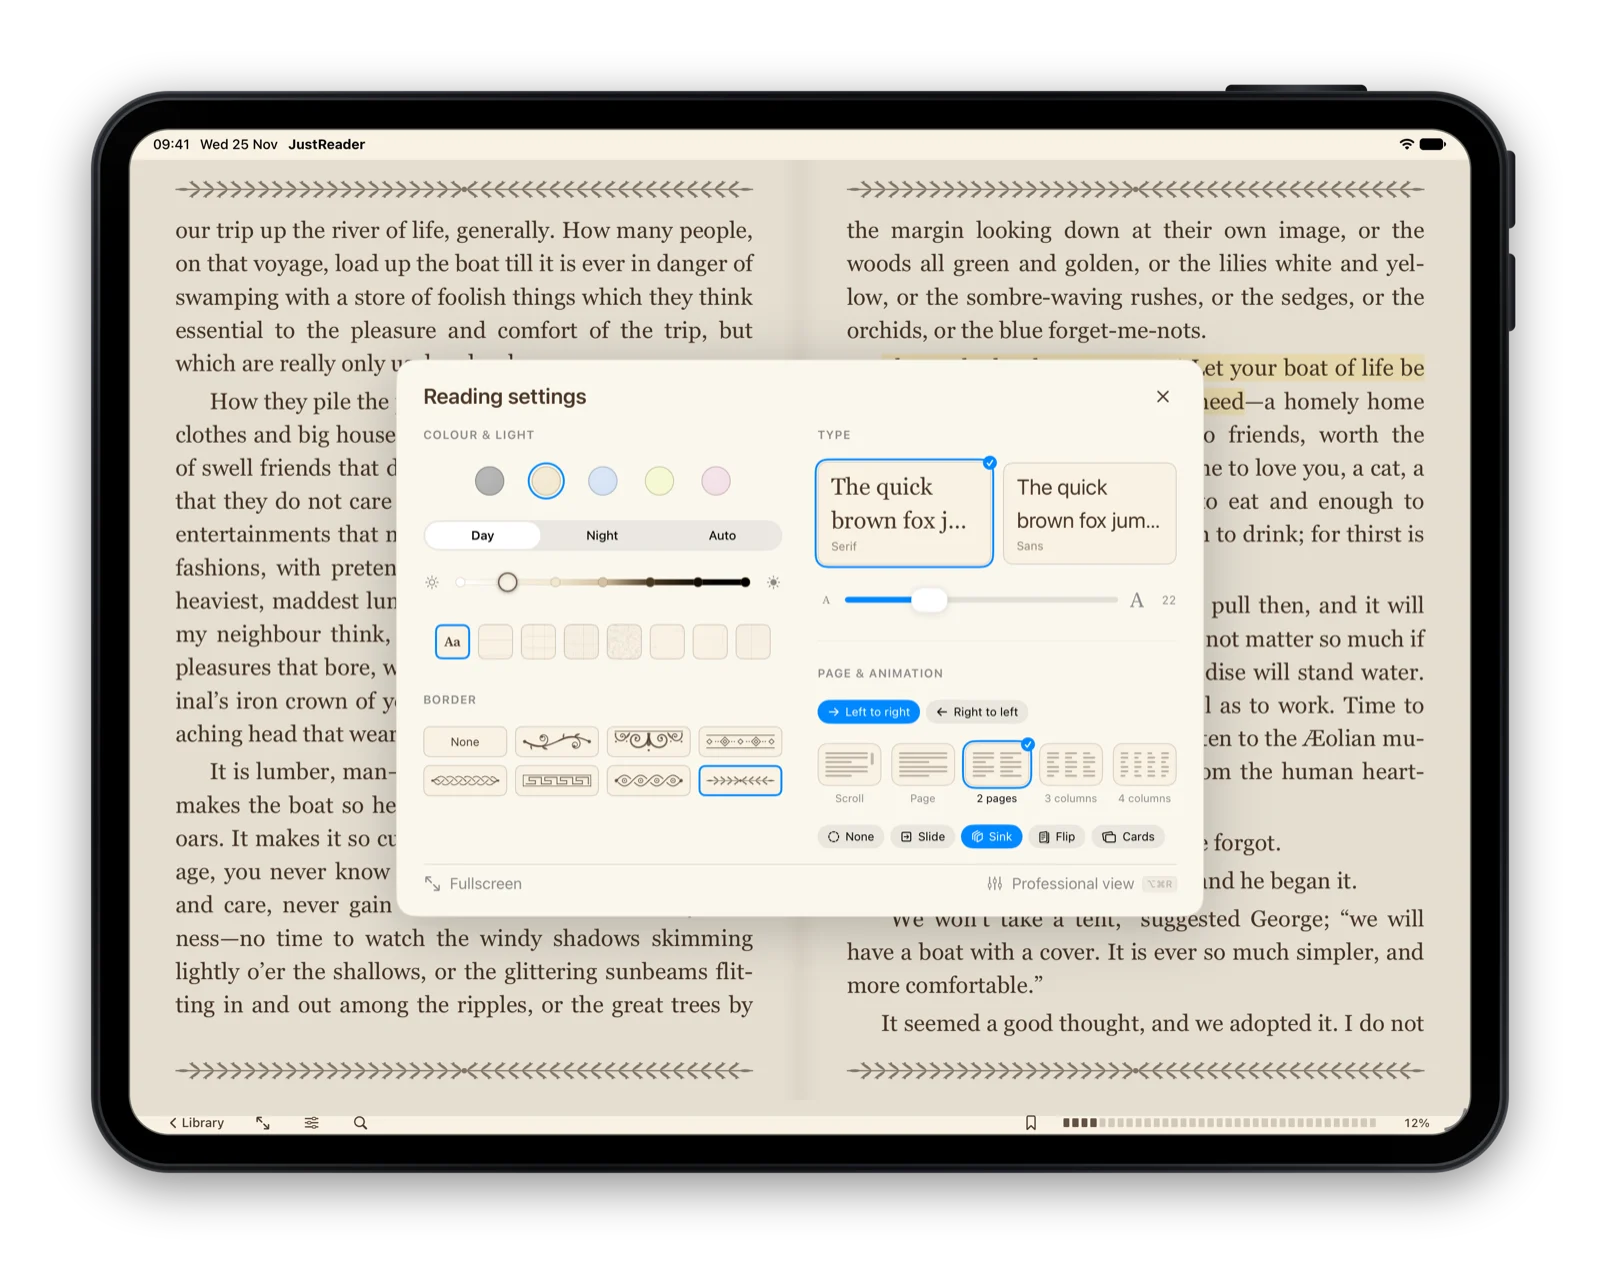 09:41 Wed 25 Nov JustReader
our trip up the river of life, generally. How many people,
on that voyage, load up the boat till it is ever in danger of
swamping with a store of foolish things which they think
essential to the pleasure and comfort of the trip, but
which are really only
How they pile the
clothes and big house
of swell friends that
that they do not care
entertainments that
fashions, with preten
heaviest, maddest lun
my neighbour think,
pleasures that bore,
inal’s iron crown of
aching head that wear
It is lumber, man—
makes the boat so he
oars. It makes it so
age, you never know
and care, never gain
ness—no time to watch the windy shadows skimming
lightly o’er the shallows, or the glittering sunbeams flit-
ting in and out among the ripples, or the great trees by
the margin looking down at their own image, or the
woods all green and golden, or the lilies white and yel-
low, or the sombre-waving rushes, or the sedges, or the
orchids, or the blue forget-me-nots.
Let your boat of life be
need—a homely home
friends, worth the
to love you, a cat, a
to eat and enough to
to drink; for thirst is
pull then, and it will
not matter so much if
dise will stand water.
as to work. Time to
ten to the Æolian mu-
om the human heart-
forgot.
and he began it.
“We won’t take a tent,” suggested George; “we will
have a boat with a cover. It is ever so much simpler, and
more comfortable.”
It seemed a good thought, and we adopted it. I do not
Reading settings
COLOUR & LIGHT
Day Night Auto
Aa
BORDER
None
TYPE
The quick
brown fox j...
Serif
The quick
brown fox jum...
Sans
A A 22
PAGE & ANIMATION
Left to right Right to left
Scroll Page 2 pages 3 columns 4 columns
None Slide Sink Flip Cards
Fullscreen
Professional view ⌥⌘R
Library
12%